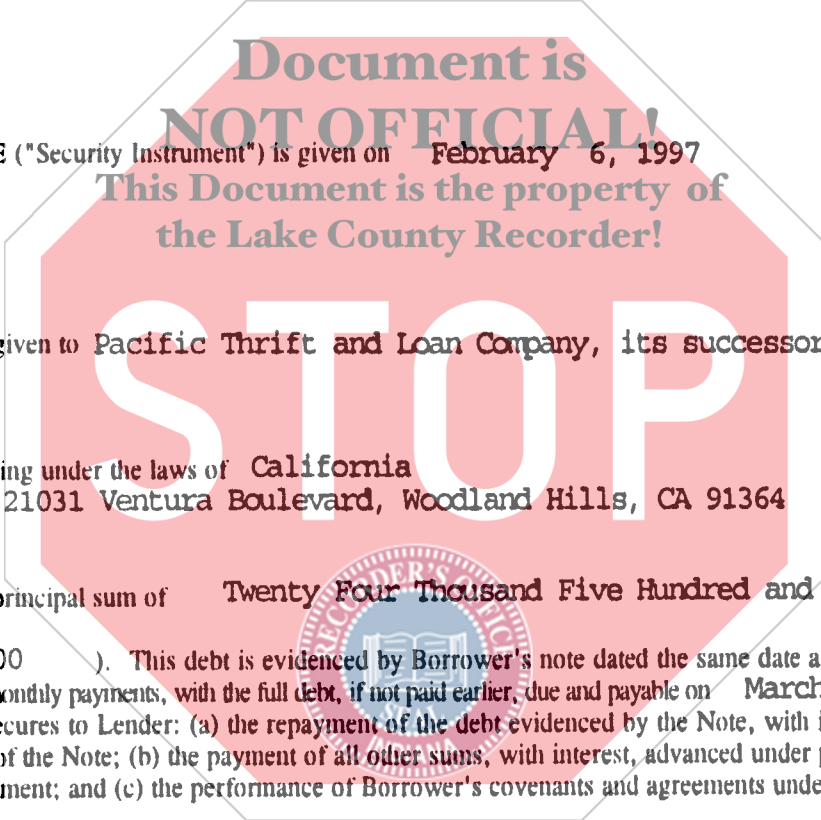 Document is
NOT OFFICIAL!
E ("Security Instrument") is given on February 6, 1997
This Document is the property of
the Lake County Recorder!
given to Pacific Thrift and Loan Company, its successor
STOP
ing under the laws of California
21031 Ventura Boulevard, Woodland Hills, CA 91364
principal sum of Twenty Four Thousand Five Hundred and
RECORDER'S OFFICE
00 ). This debt is evidenced by Borrower's note dated the same date a
onthly payments, with the full debt, if not paid earlier, due and payable on March
SEAL
ecures to Lender: (a) the repayment of the debt evidenced by the Note, with i
of the Note; (b) the payment of all other sums, with interest, advanced under p
INDIANA
ment; and (c) the performance of Borrower's covenants and agreements unde